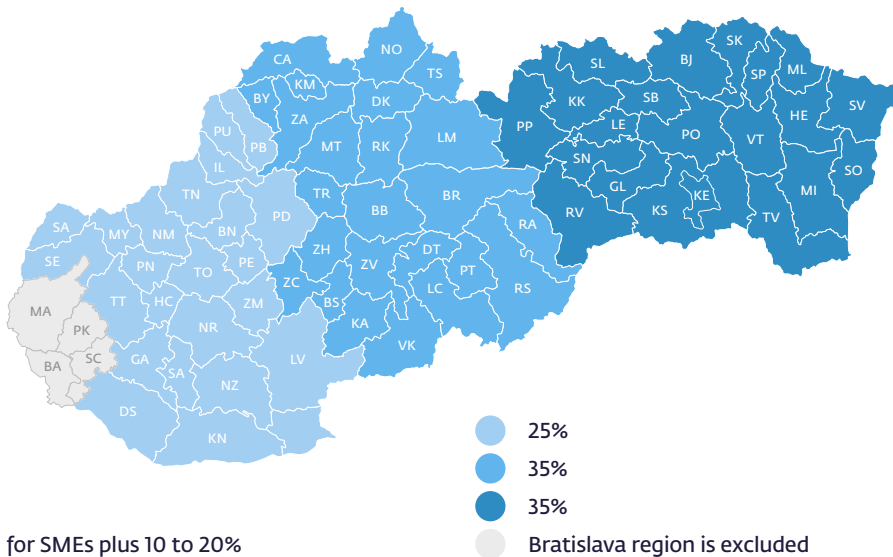 NO
CA
SK
TS
SL
BJ
KM
SP
ML
BY
DK
KK
SB
SV
ZA
PP
HE
PU
LE
PO
LM
MT
RK
VT
PB
SN
IL
SO
GL
MI
TR
BR
TN
KE
BB
RV
KS
PD
TV
SA
RA
MY
NM
BN
ZH
DT
SE
PN
TO
PE
ZV
PT
ZC
LC
RS
TT
HC
ZM
BS
MA
KA
NR
PK
VK
GA
SC
LV
BA
SA
NZ
DS
KN
25%
35%
35%
for SMEs plus 10 to 20%
Bratislava region is excluded